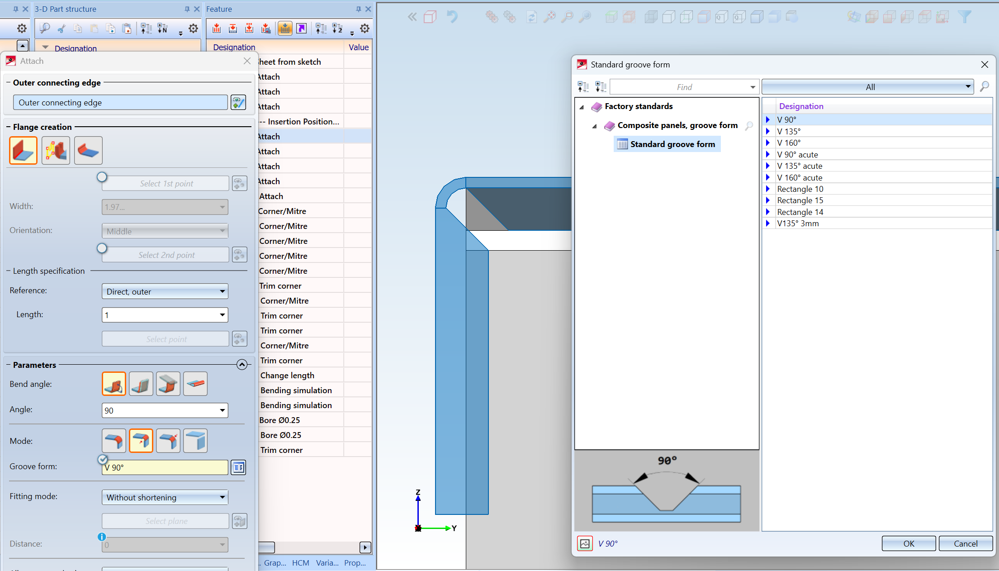 3-D Part structure
Feature
N
2
Designation
Designation
Value
Attach
Outer connecting edge
Outer connecting edge
Flange creation
Select 1st point
Width:
1.97...
Orientation:
Middle
Select 2nd point
Length specification
Reference:
Direct, outer
Length:
1
Select point
Parameters
Bend angle:
Angle:
90
Mode:
Groove form:
V 90°
Fitting mode:
Without shortening
Select plane
Distance:
0
heet from sketch
Attach
Attach
Attach
-- Insertion Position...
Attach
Attach
Attach
Attach
Attach
Corner/Mitre
Corner/Mitre
Corner/Mitre
Corner/Mitre
Corner/Mitre
Trim corner
Corner/Mitre
Trim corner
Trim corner
Corner/Mitre
Trim corner
Change length
Bending simulation
Bending simulation
Bore Ø0.25
Bore Ø0.25
Trim corner
Grap... HCM Varia... Prop...
Q
Q
Z
Y
X
Standard groove form
Find
All
Factory standards
Composite panels, groove form
Standard groove form
Designation
V 90°
V 135°
V 160°
V 90° acute
V 135° acute
V 160° acute
Rectangle 10
Rectangle 15
Rectangle 14
V135° 3mm
90°
V 90°
OK
Cancel